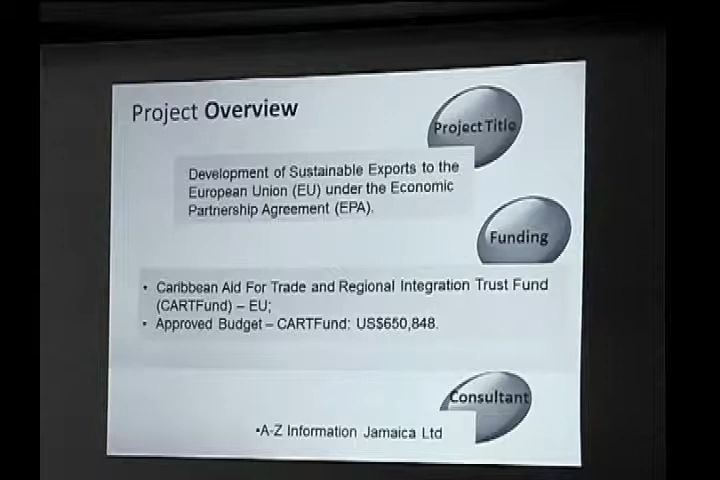 Project Overview
Project Title
Development of Sustainable Exports to the
European Union (EU) under the Economic
Partnership Agreement (EPA).
Funding
• Caribbean Aid For Trade and Regional Integration Trust Fund
(CARTFund) – EU;
• Approved Budget – CARTFund: US$650,848.
Consultant
•A-Z Information Jamaica Ltd